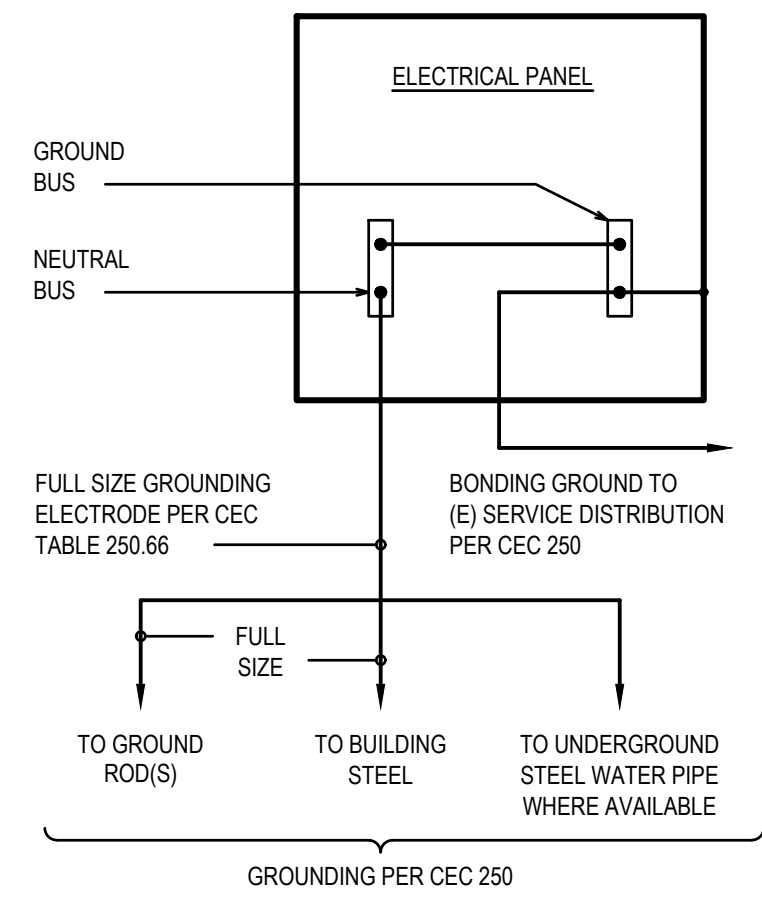 ELECTRICAL PANEL
GROUND
BUS
NEUTRAL
BUS
FULL SIZE GROUNDING
ELECTRODE PER CEC
TABLE 250.66
BONDING GROUND TO
(E) SERVICE DISTRIBUTION
PER CEC 250
FULL
SIZE
TO GROUND
ROD(S)
TO BUILDING
STEEL
TO UNDERGROUND
STEEL WATER PIPE
WHERE AVAILABLE
GROUNDING PER CEC 250